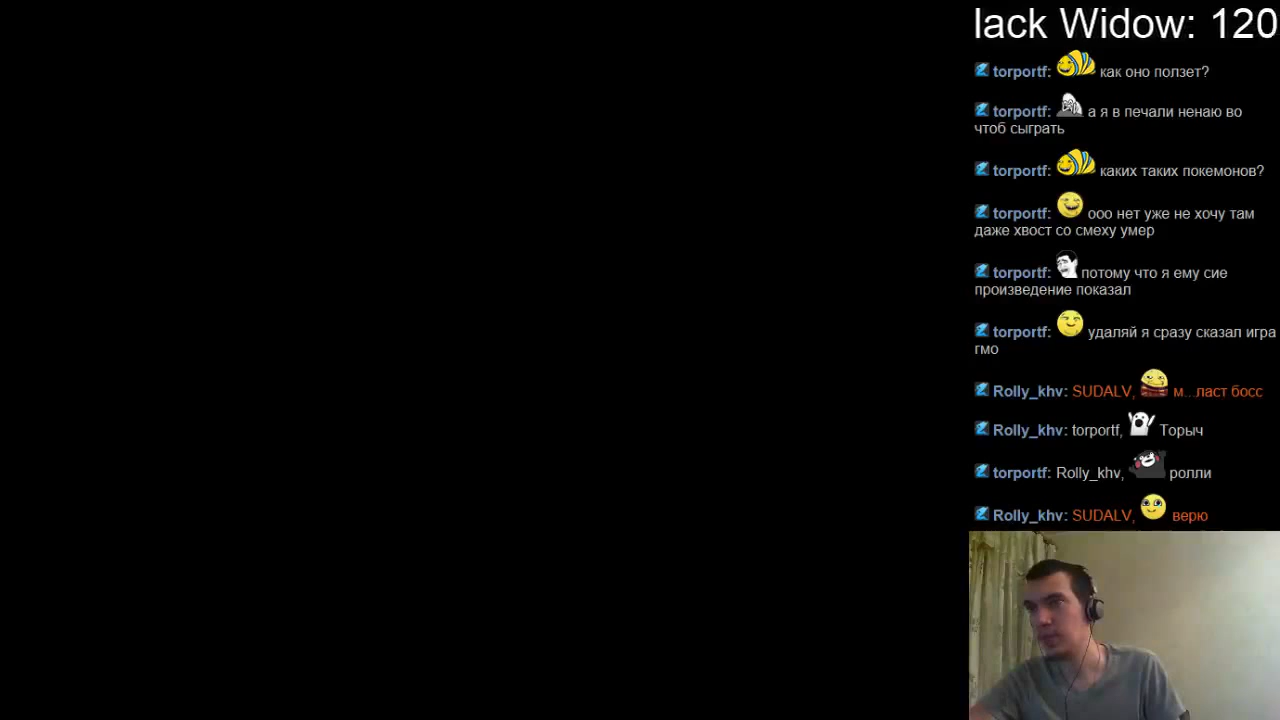 lack Widow: 120
torportf: как оно ползет?
torportf: а я в печали ненаю во
чтоб сыграть
torportf: каких таких покемонов?
torportf: ооо нет уже не хочу там
даже хвост со смеху умер
torportf: потому что я ему сие
произведение показал
torportf: удаляй я сразу сказал игра
гмо
Rolly_khv: SUDALV, м...ласт босс
Rolly_khv: torportf, Торыч
torportf: Rolly_khv, ролли
Rolly_khv: SUDALV, верю